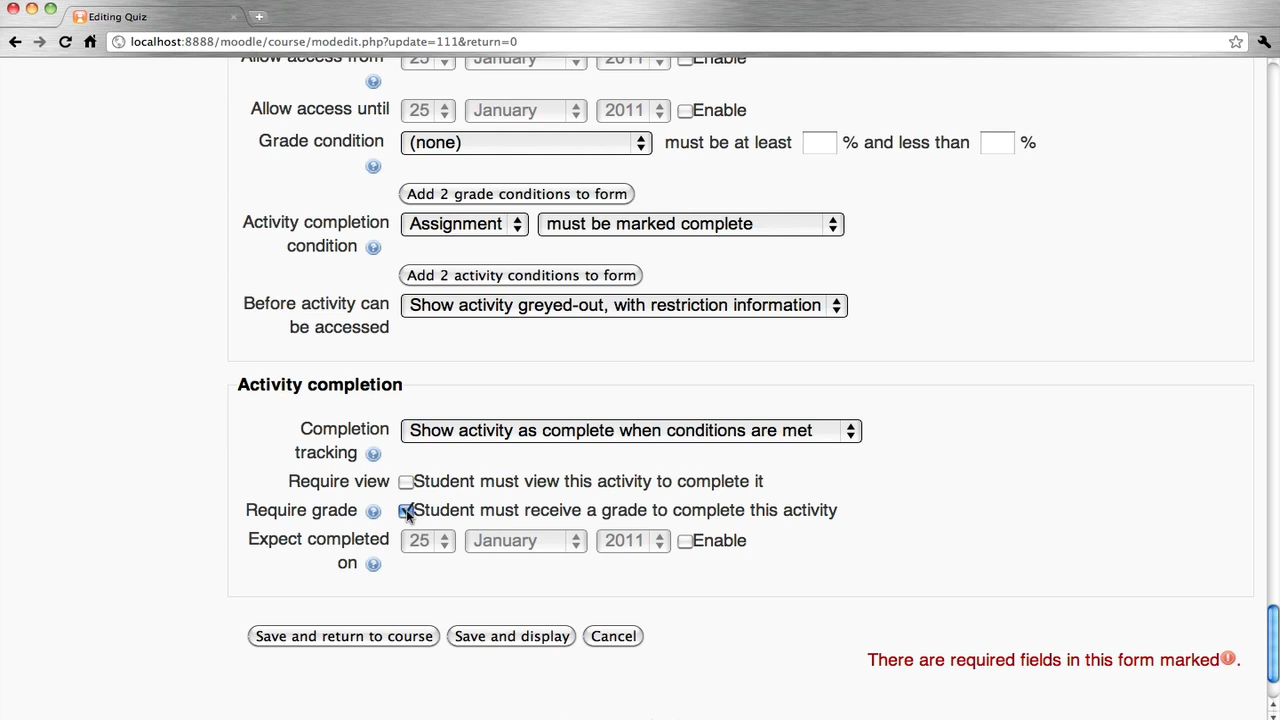 Editing Quiz
localhost:8888/moodle/course/modedit.php?update=111&return=0
Allow access from 25 January 2011 Enable
Allow access until 25 January 2011 Enable
Grade condition (none) must be at least % and less than %
Add 2 grade conditions to form
Activity completion condition Assignment must be marked complete
Add 2 activity conditions to form
Before activity can be accessed Show activity greyed-out, with restriction information
Activity completion
Completion tracking Show activity as complete when conditions are met
Require view Student must view this activity to complete it
Require grade Student must receive a grade to complete this activity
Expect completed on 25 January 2011 Enable
Save and return to course Save and display Cancel
There are required fields in this form marked .